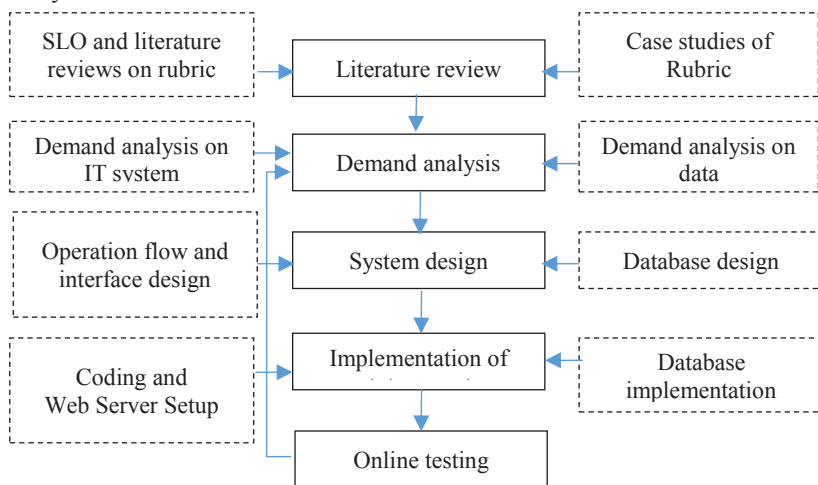 SLO and literature
reviews on rubric
Literature review
Case studies of
Rubric
Demand analysis on
IT system
Demand analysis
Demand analysis on
data
Operation flow and
interface design
System design
Database design
Coding and
Web Server Setup
Implementation of
Database
implementation
Online testing